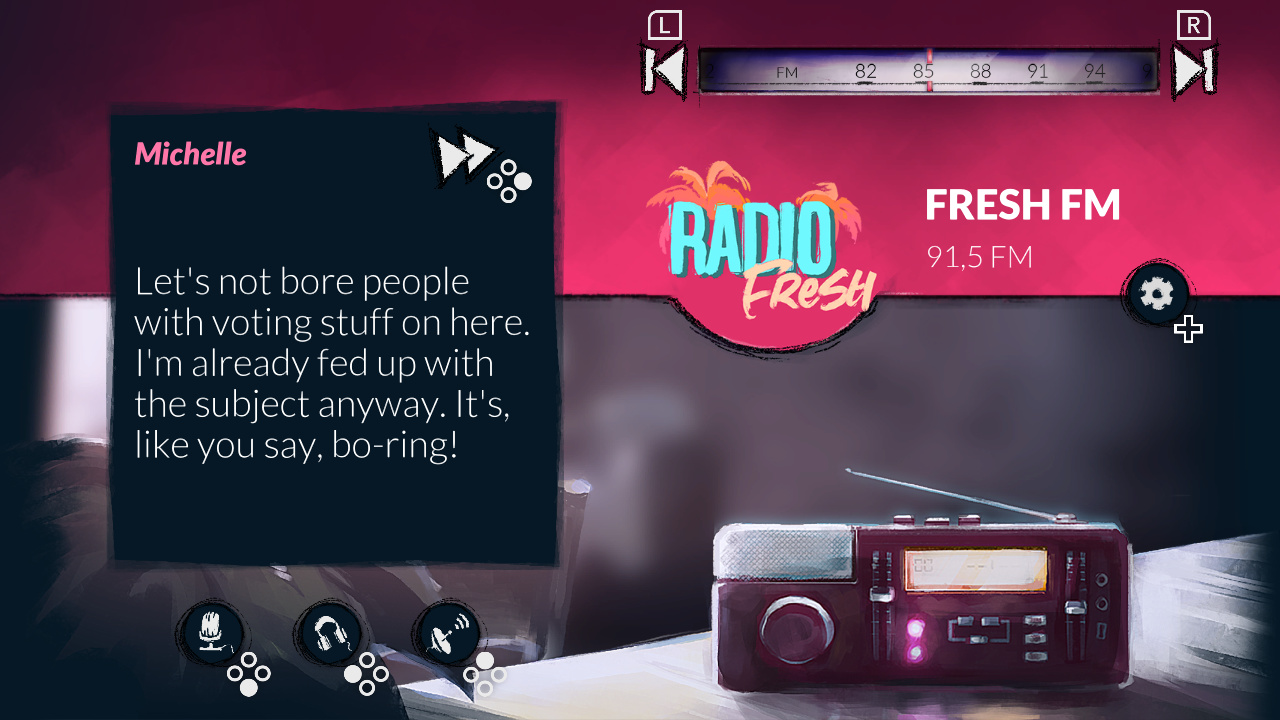 L
R
FM 82 85 88 91 94
Michelle
RADIO
FResH
FRESH FM
91,5 FM
Let's not bore people
with voting stuff on here.
I'm already fed up with
the subject anyway. It's,
like you say, bo-ring!